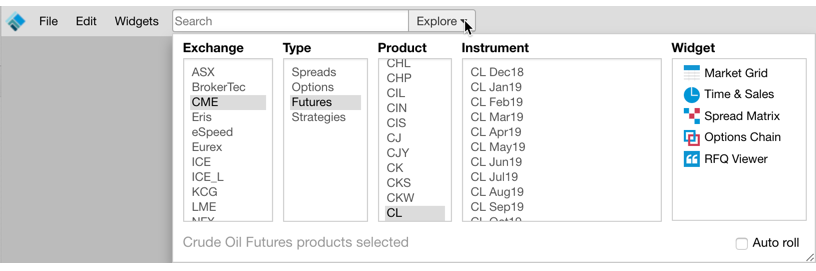 File Edit Widgets Search Explore
Exchange Type Product Instrument Widget
ASX
BrokerTec
CME
Eris
eSpeed
Eurex
ICE
ICE_L
KCG
LME
NFX
Spreads
Options
Futures
Strategies
CHL
CHP
CIL
CIN
CIS
CJ
CJY
CK
CKS
CKW
CL
CL Dec18
CL Jan19
CL Feb19
CL Mar19
CL Apr19
CL May19
CL Jun19
CL Jul19
CL Aug19
CL Sep19
CL Oct19
Market Grid
Time & Sales
Spread Matrix
Options Chain
RFQ Viewer
Crude Oil Futures products selected
Auto roll